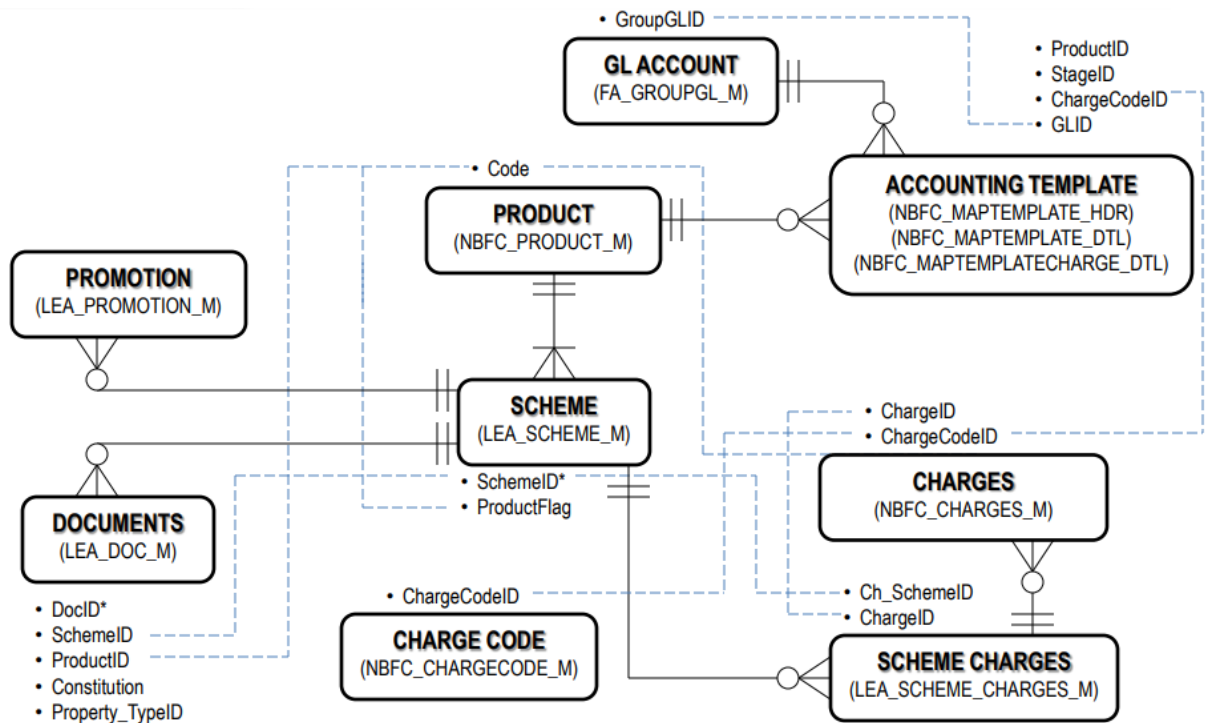 • GroupGLID
GL ACCOUNT
(FA_GROUPGL_M)
• ProductID
• StageID
• ChargeCodeID
• GLID
• Code
PRODUCT
(NBFC_PRODUCT_M)
ACCOUNTING TEMPLATE
(NBFC_MAPTEMPLATE_HDR)
(NBFC_MAPTEMPLATE_DTL)
(NBFC_MAPTEMPLATECHARGE_DTL)
PROMOTION
(LEA_PROMOTION_M)
SCHEME
(LEA_SCHEME_M)
• SchemeID*
• ProductFlag
• ChargeID
• ChargeCodeID
CHARGES
(NBFC_CHARGES_M)
DOCUMENTS
(LEA_DOC_M)
• DocID*
• SchemeID
• ProductID
• Constitution
• Property_TypeID
• ChargeCodeID
CHARGE CODE
(NBFC_CHARGECODE_M)
• Ch_SchemeID
• ChargeID
SCHEME CHARGES
(LEA_SCHEME_CHARGES_M)